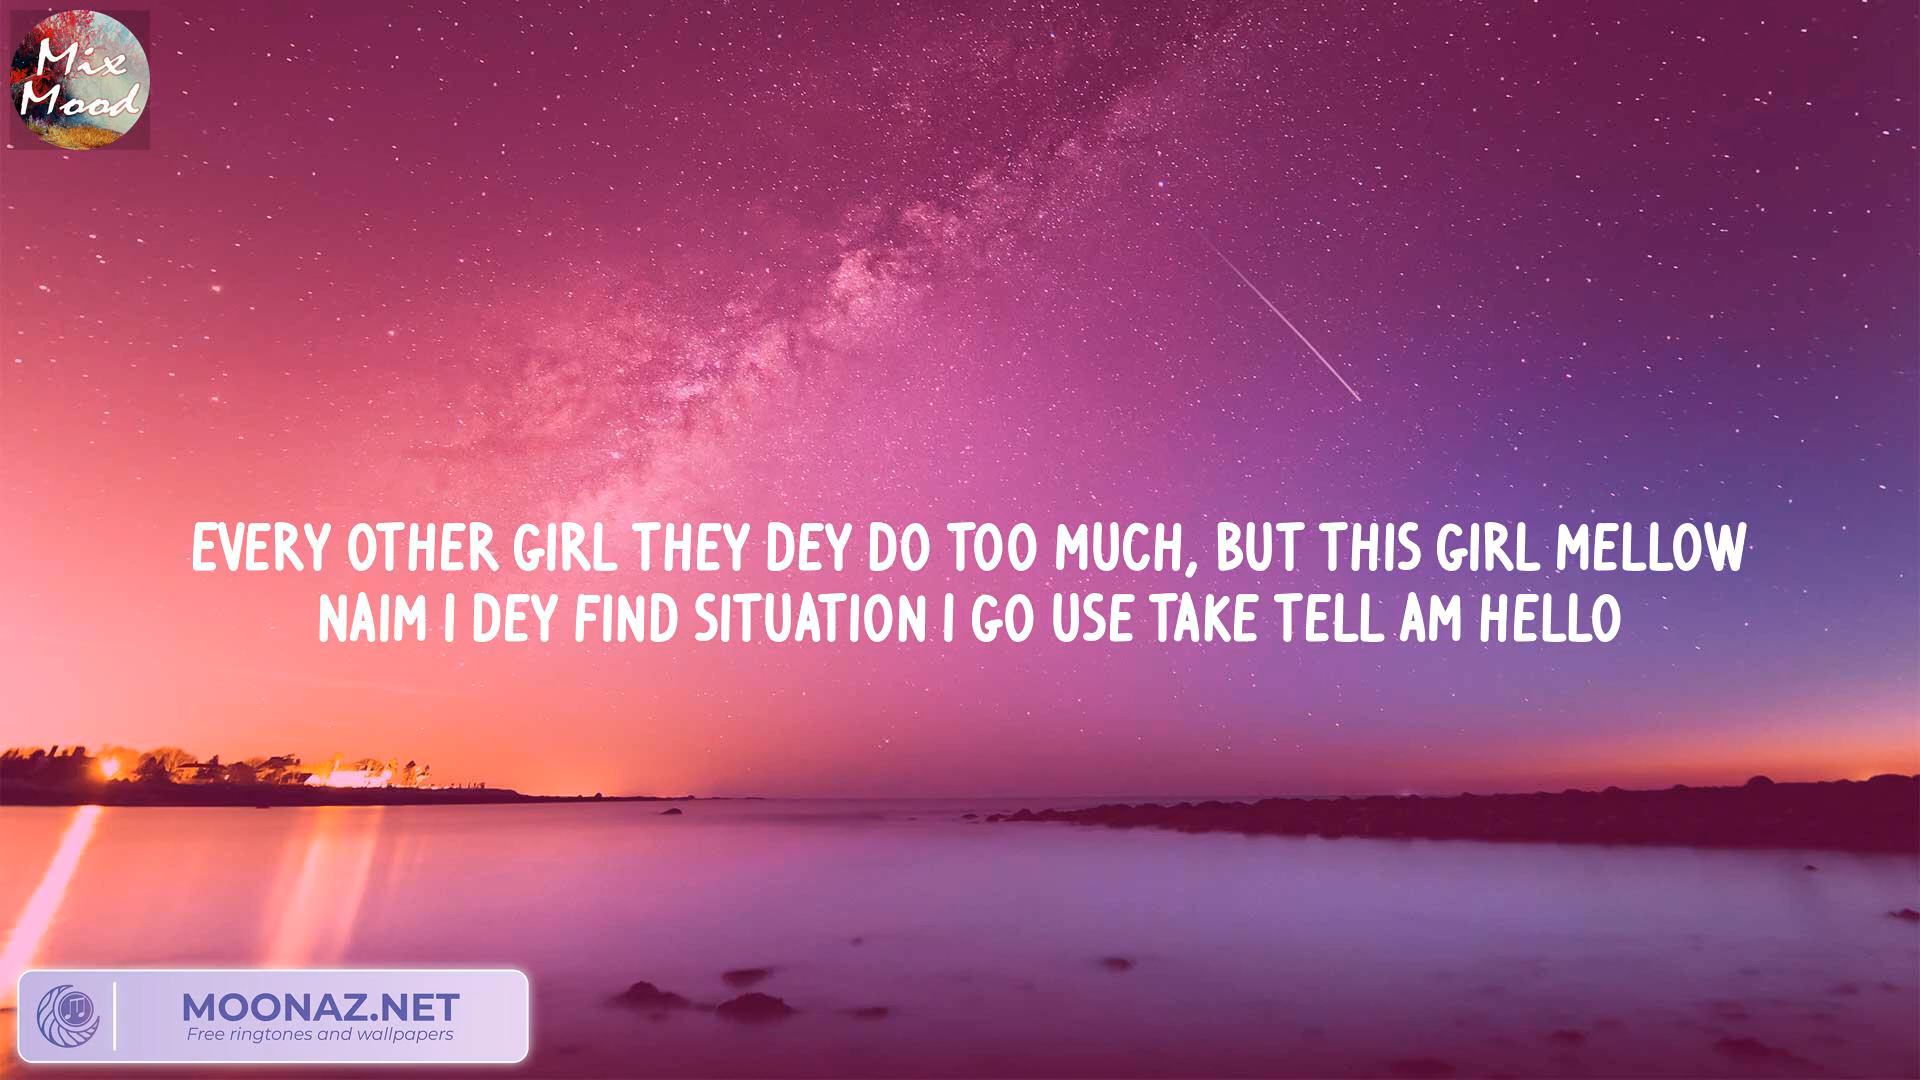 Mix
Mood
EVERY OTHER GIRL THEY DEY DO TOO MUCH, BUT THIS GIRL MELLOW
NAIM I DEY FIND SITUATION I GO USE TAKE TELL AM HELLO
MOONAZ.NET
Free ringtones and wallpapers